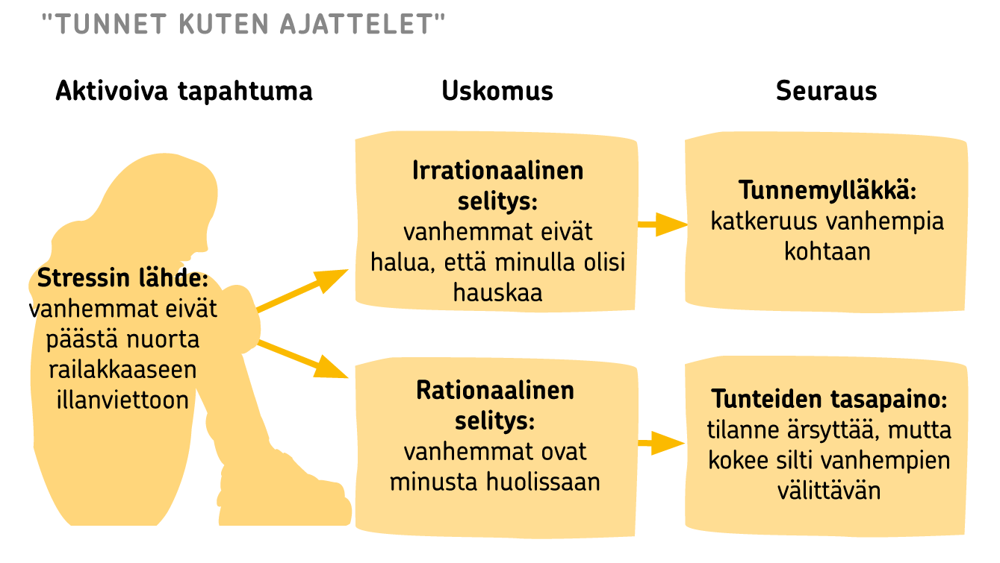 "TUNNET KUTEN AJATTELET"
Aktivoiva tapahtuma
Uskomus
Seuraus
Stressin lähde:
vanhemmat eivät
päästä nuorta
railakkaaseen
illanviettoon
Irrationaalinen
selitys:
vanhemmat eivät
halua, että minulla olisi
hauskaa
Tunnemylläkkä:
katkeruus vanhempia
kohtaan
Rationaalinen
selitys:
vanhemmat ovat
minusta huolissaan
Tunteiden tasapaino:
tilanne ärsyttää, mutta
kokee silti vanhempien
välittävän